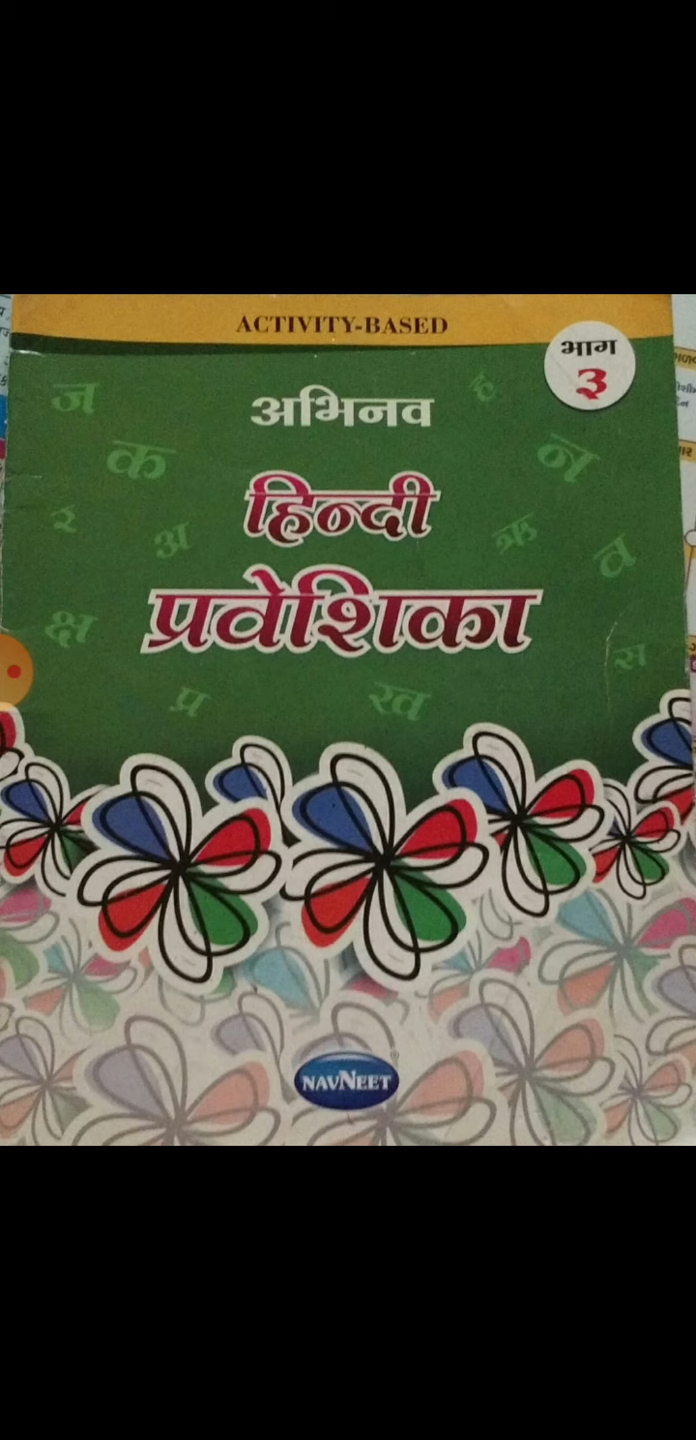 ACTIVITY-BASED
भाग
३
अभिनव
हिन्दी
प्रवेशिका
ज
क
न
र
अ
ऋ
व
क्ष
स
प्र
ख
NAVNEET